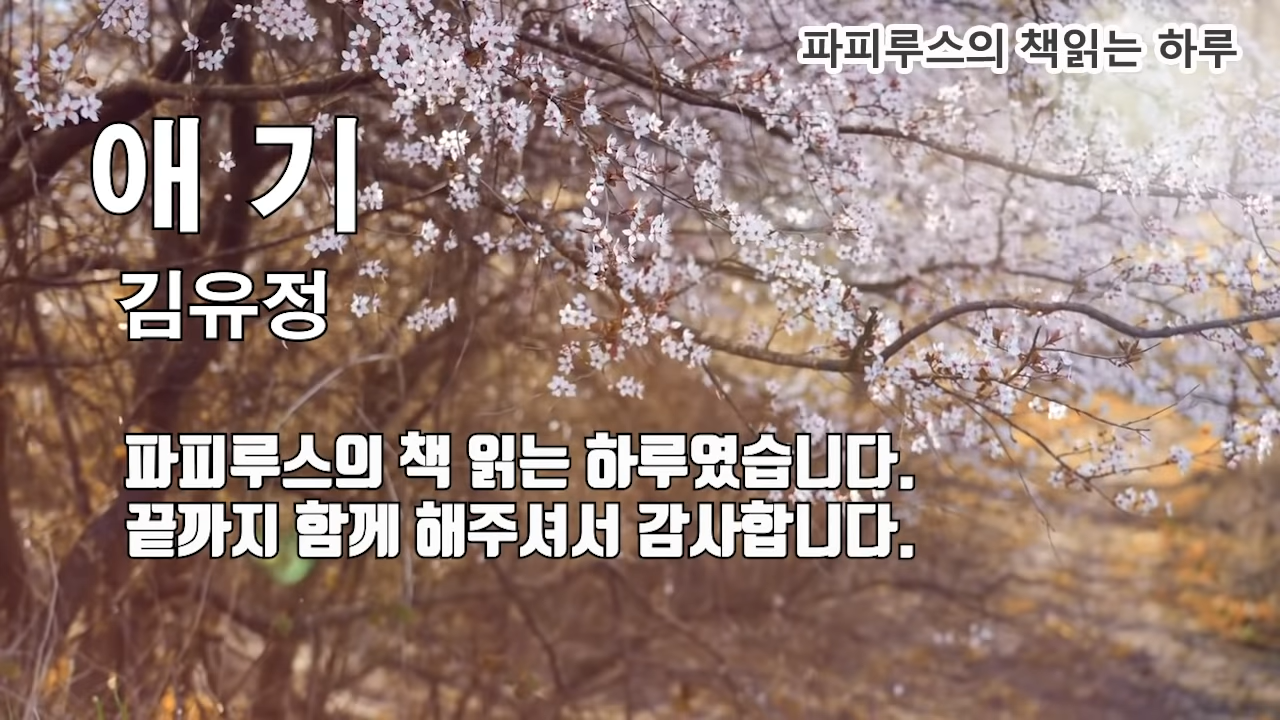 파피루스의 책읽는 하루
애 기
김유정
파피루스의 책 읽는 하루였습니다.
끝까지 함께 해주셔서 감사합니다.